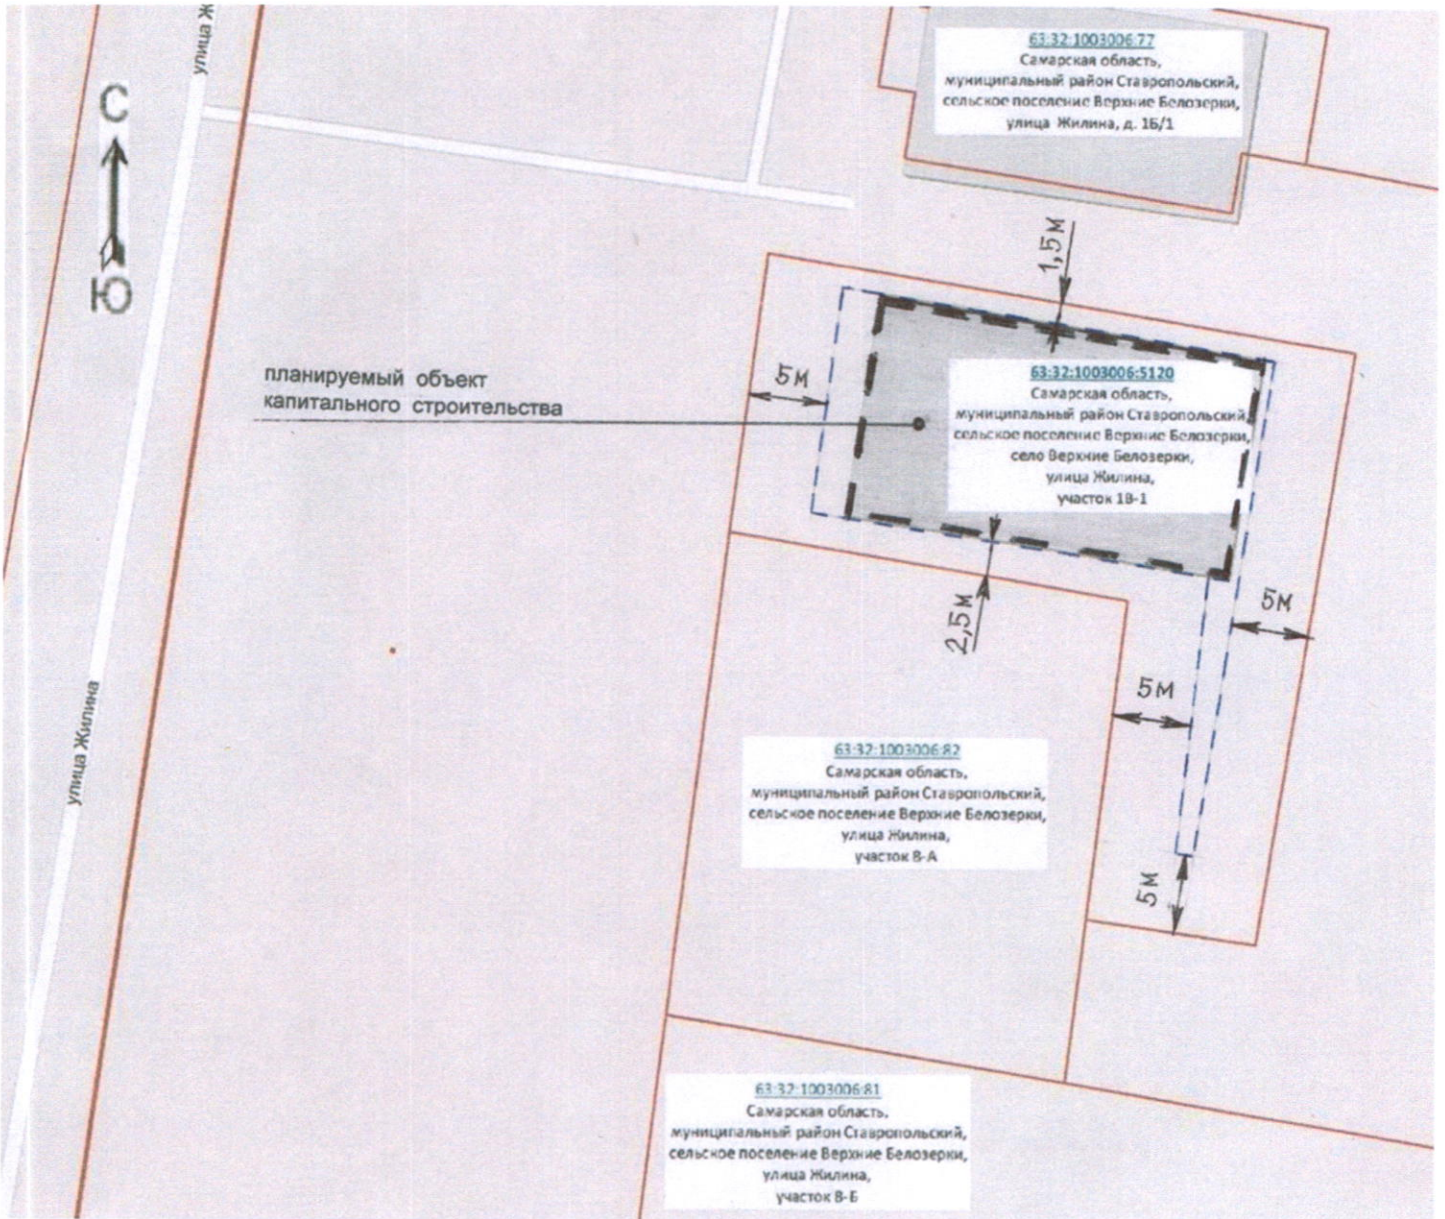 63:32:1003006:77
Самарская область,
муниципальный район Ставропольский,
сельское поселение Верхние Белозерки,
улица Жилина, д. 1Б/1
улица Ж
С
Ю
1,5М
планируемый объект
капитального строительства
5М
63:32:1003006:5120
Самарская область,
муниципальный район Ставропольский,
сельское поселение Верхние Белозерки,
село Верхние Белозерки,
улица Жилина,
участок 1В-1
2,5М
5М
5М
улица Жилина
63:32:1003006:82
Самарская область,
муниципальный район Ставропольский,
сельское поселение Верхние Белозерки,
улица Жилина,
участок 8-А
5М
63:32:1003006:81
Самарская область,
муниципальный район Ставропольский,
сельское поселение Верхние Белозерки,
улица Жилина,
участок 8-Б